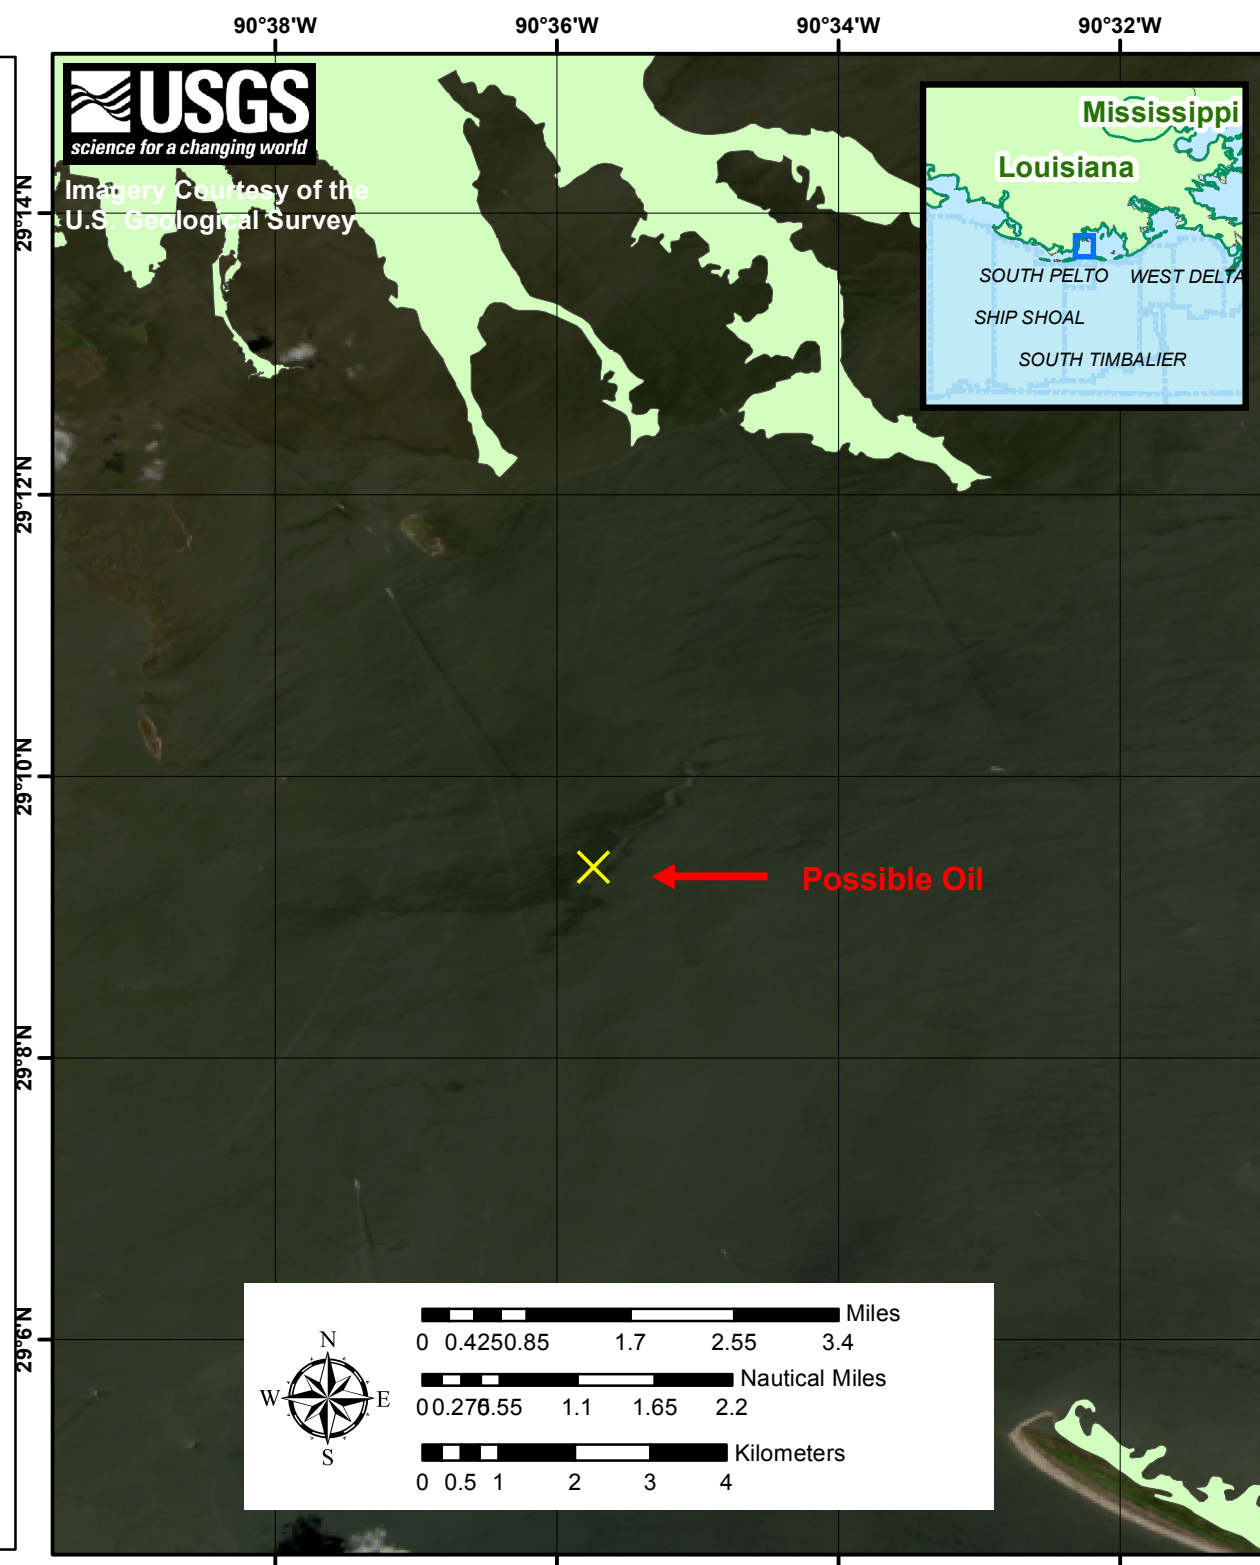 90°38'W 90°36'W 90°34'W 90°32'W
USGS
science for a changing world
Imagery Courtesy of the
U.S. Geological Survey
Mississippi
Louisiana
SOUTH PELTO WEST DELTA
SHIP SHOAL
SOUTH TIMBALIER
29°14'N
29°12'N
29°10'N
Possible Oil
29°8'N
29°6'N
N
W E
S
Miles
0 0.425 0.85 1.7 2.55 3.4
Nautical Miles
0 0.275 0.55 1.1 1.65 2.2
Kilometers
0 0.5 1 2 3 4